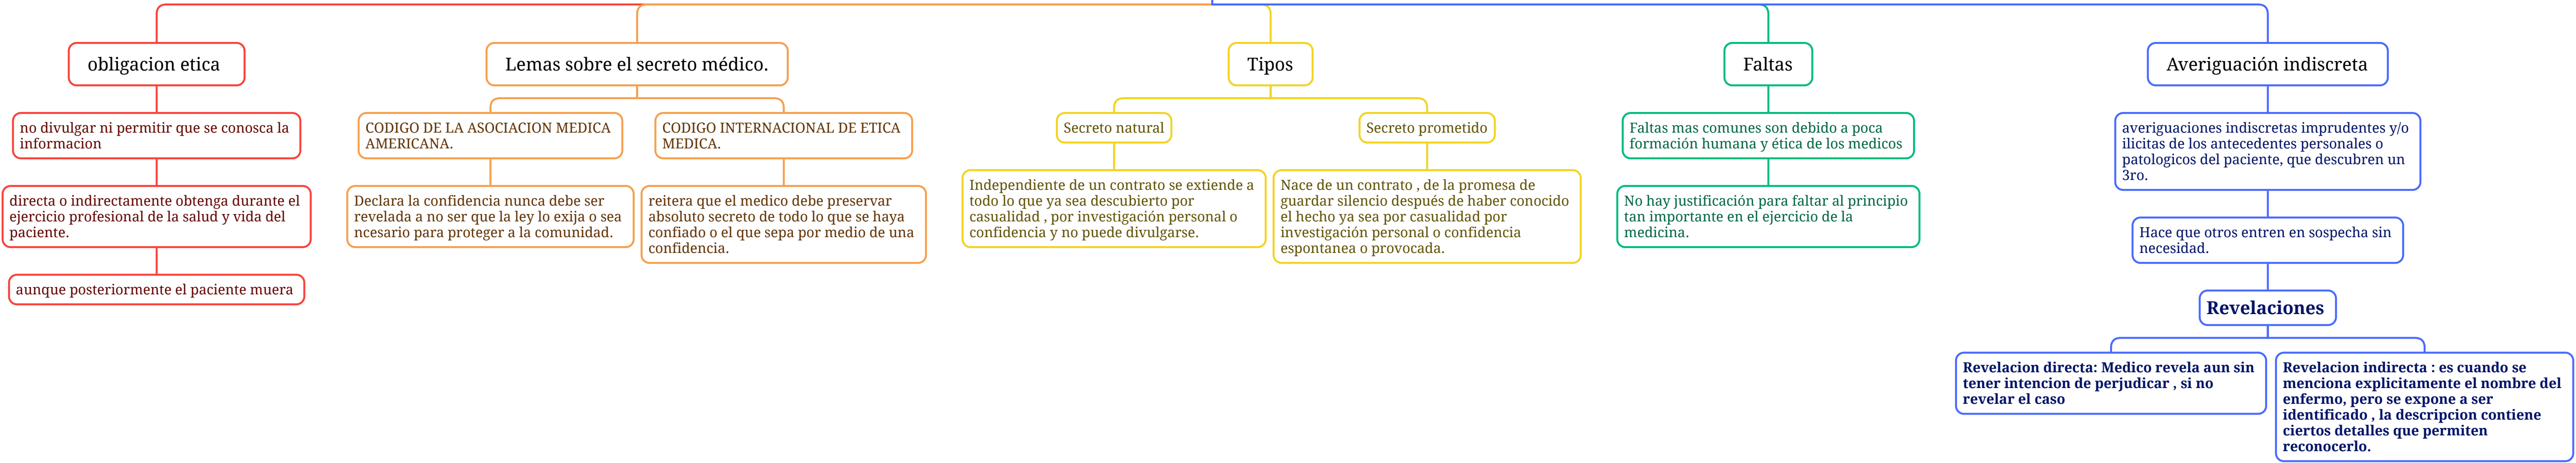 obligacion etica
no divulgar ni permitir que se conosca la
informacion
directa o indirectamente obtenga durante el
ejercicio profesional de la salud y vida del
paciente.
aunque posteriormente el paciente muera
Lemas sobre el secreto médico.
CODIGO DE LA ASOCIACION MEDICA
AMERICANA.
Declara la confidencia nunca debe ser
revelada a no ser que la ley lo exija o sea
ncesario para proteger a la comunidad.
CODIGO INTERNACIONAL DE ETICA
MEDICA.
reitera que el medico debe preservar
absoluto secreto de todo lo que se haya
confiado o el que sepa por medio de una
confidencia.
Tipos
Secreto natural
Independiente de un contrato se extiende a
todo lo que ya sea descubierto por
casualidad , por investigación personal o
confidencia y no puede divulgarse.
Secreto prometido
Nace de un contrato , de la promesa de
guardar silencio después de haber conocido
el hecho ya sea por casualidad por
investigación personal o confidencia
espontanea o provocada.
Faltas
Faltas mas comunes son debido a poca
formación humana y ética de los medicos
No hay justificación para faltar al principio
tan importante en el ejercicio de la
medicina.
Averiguación indiscreta
averiguaciones indiscretas imprudentes y/o
ilicitas de los antecedentes personales o
patologicos del paciente, que descubren un
3ro.
Hace que otros entren en sospecha sin
necesidad.
Revelaciones
Revelacion directa: Medico revela aun sin
tener intencion de perjudicar , si no
revelar el caso
Revelacion indirecta : es cuando se
menciona explicitamente el nombre del
enfermo, pero se expone a ser
identificado , la descripcion contiene
ciertos detalles que permiten
reconocerlo.